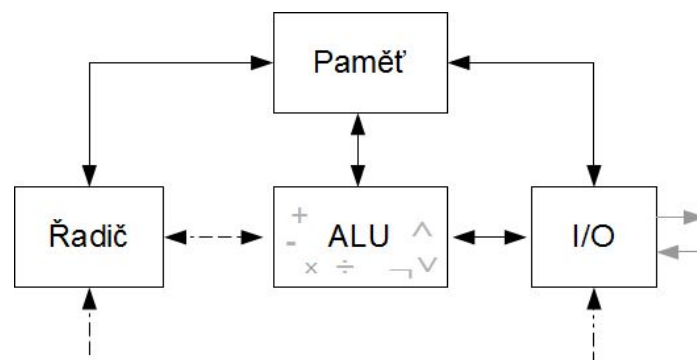 Paměť
Řadič
+
-
× ÷
ALU
^
¬ ˅
I/O